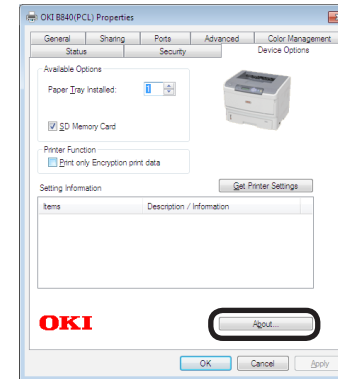 OKI B840(PCL) Properties
General Sharing Ports Advanced Color Management
Status Security Device Options
Available Options
Paper Tray Installed: 1
SD Memory Card
Printer Function
Print only Encryption print data
Setting Information Get Printer Settings
Items Description / Information
OKI About...
OK Cancel Apply